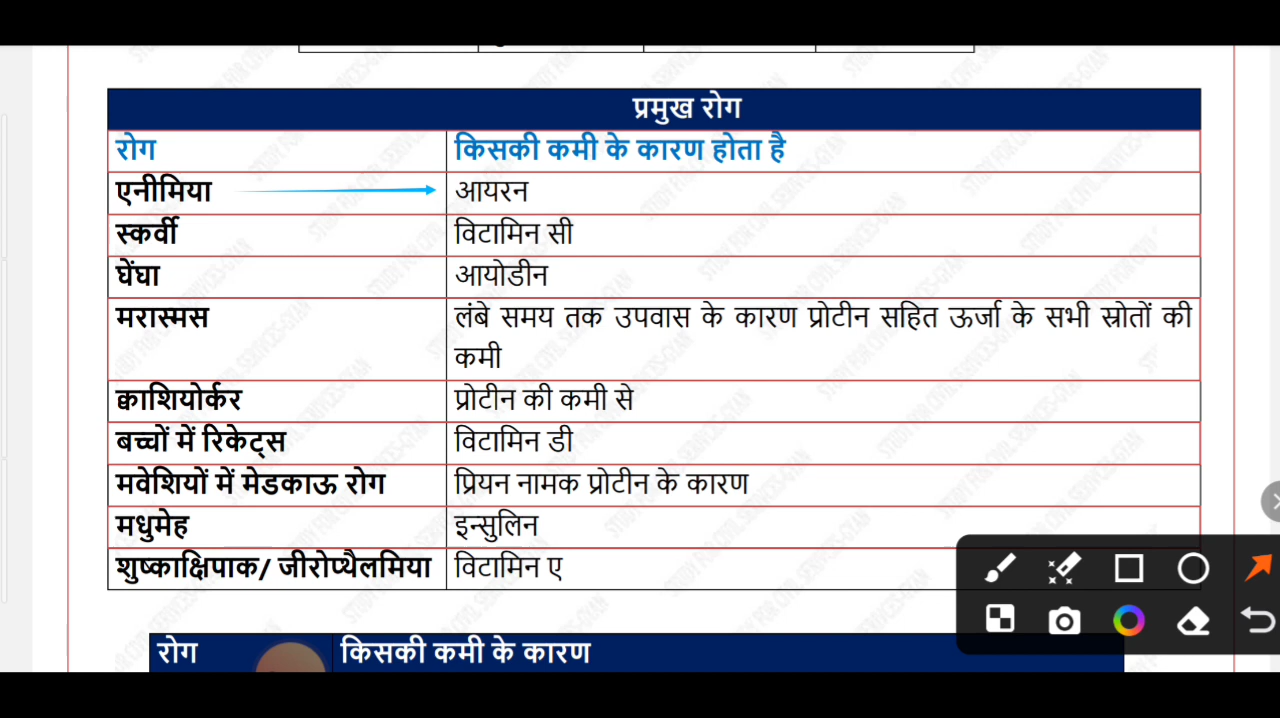 प्रमुख रोग
रोग किसकी कमी के कारण होता है
एनीमिया आयरन
स्कर्वी विटामिन सी
घेंघा आयोडीन
मरास्मस लंबे समय तक उपवास के कारण प्रोटीन सहित ऊर्जा के सभी स्रोतों की
कमी
क्वाशियोर्कर प्रोटीन की कमी से
बच्चों में रिकेट्स विटामिन डी
मवेशियों में मेडकाऊ रोग प्रियन नामक प्रोटीन के कारण
मधुमेह इन्सुलिन
शुष्काक्षिपाक/ जीरोप्थैलमिया विटामिन ए
रोग किसकी कमी के कारण